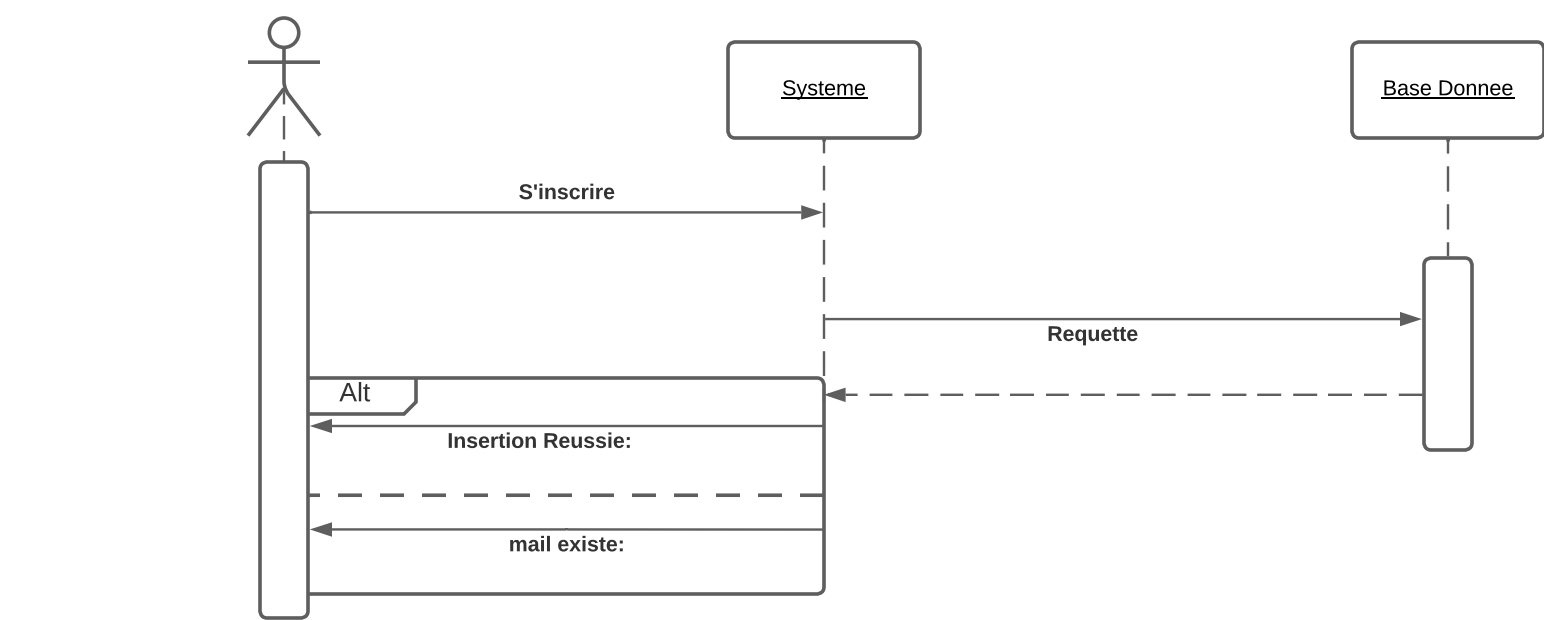 Systeme
Base Donnee
S'inscrire
Requette
Alt
Insertion Reussie:
mail existe: